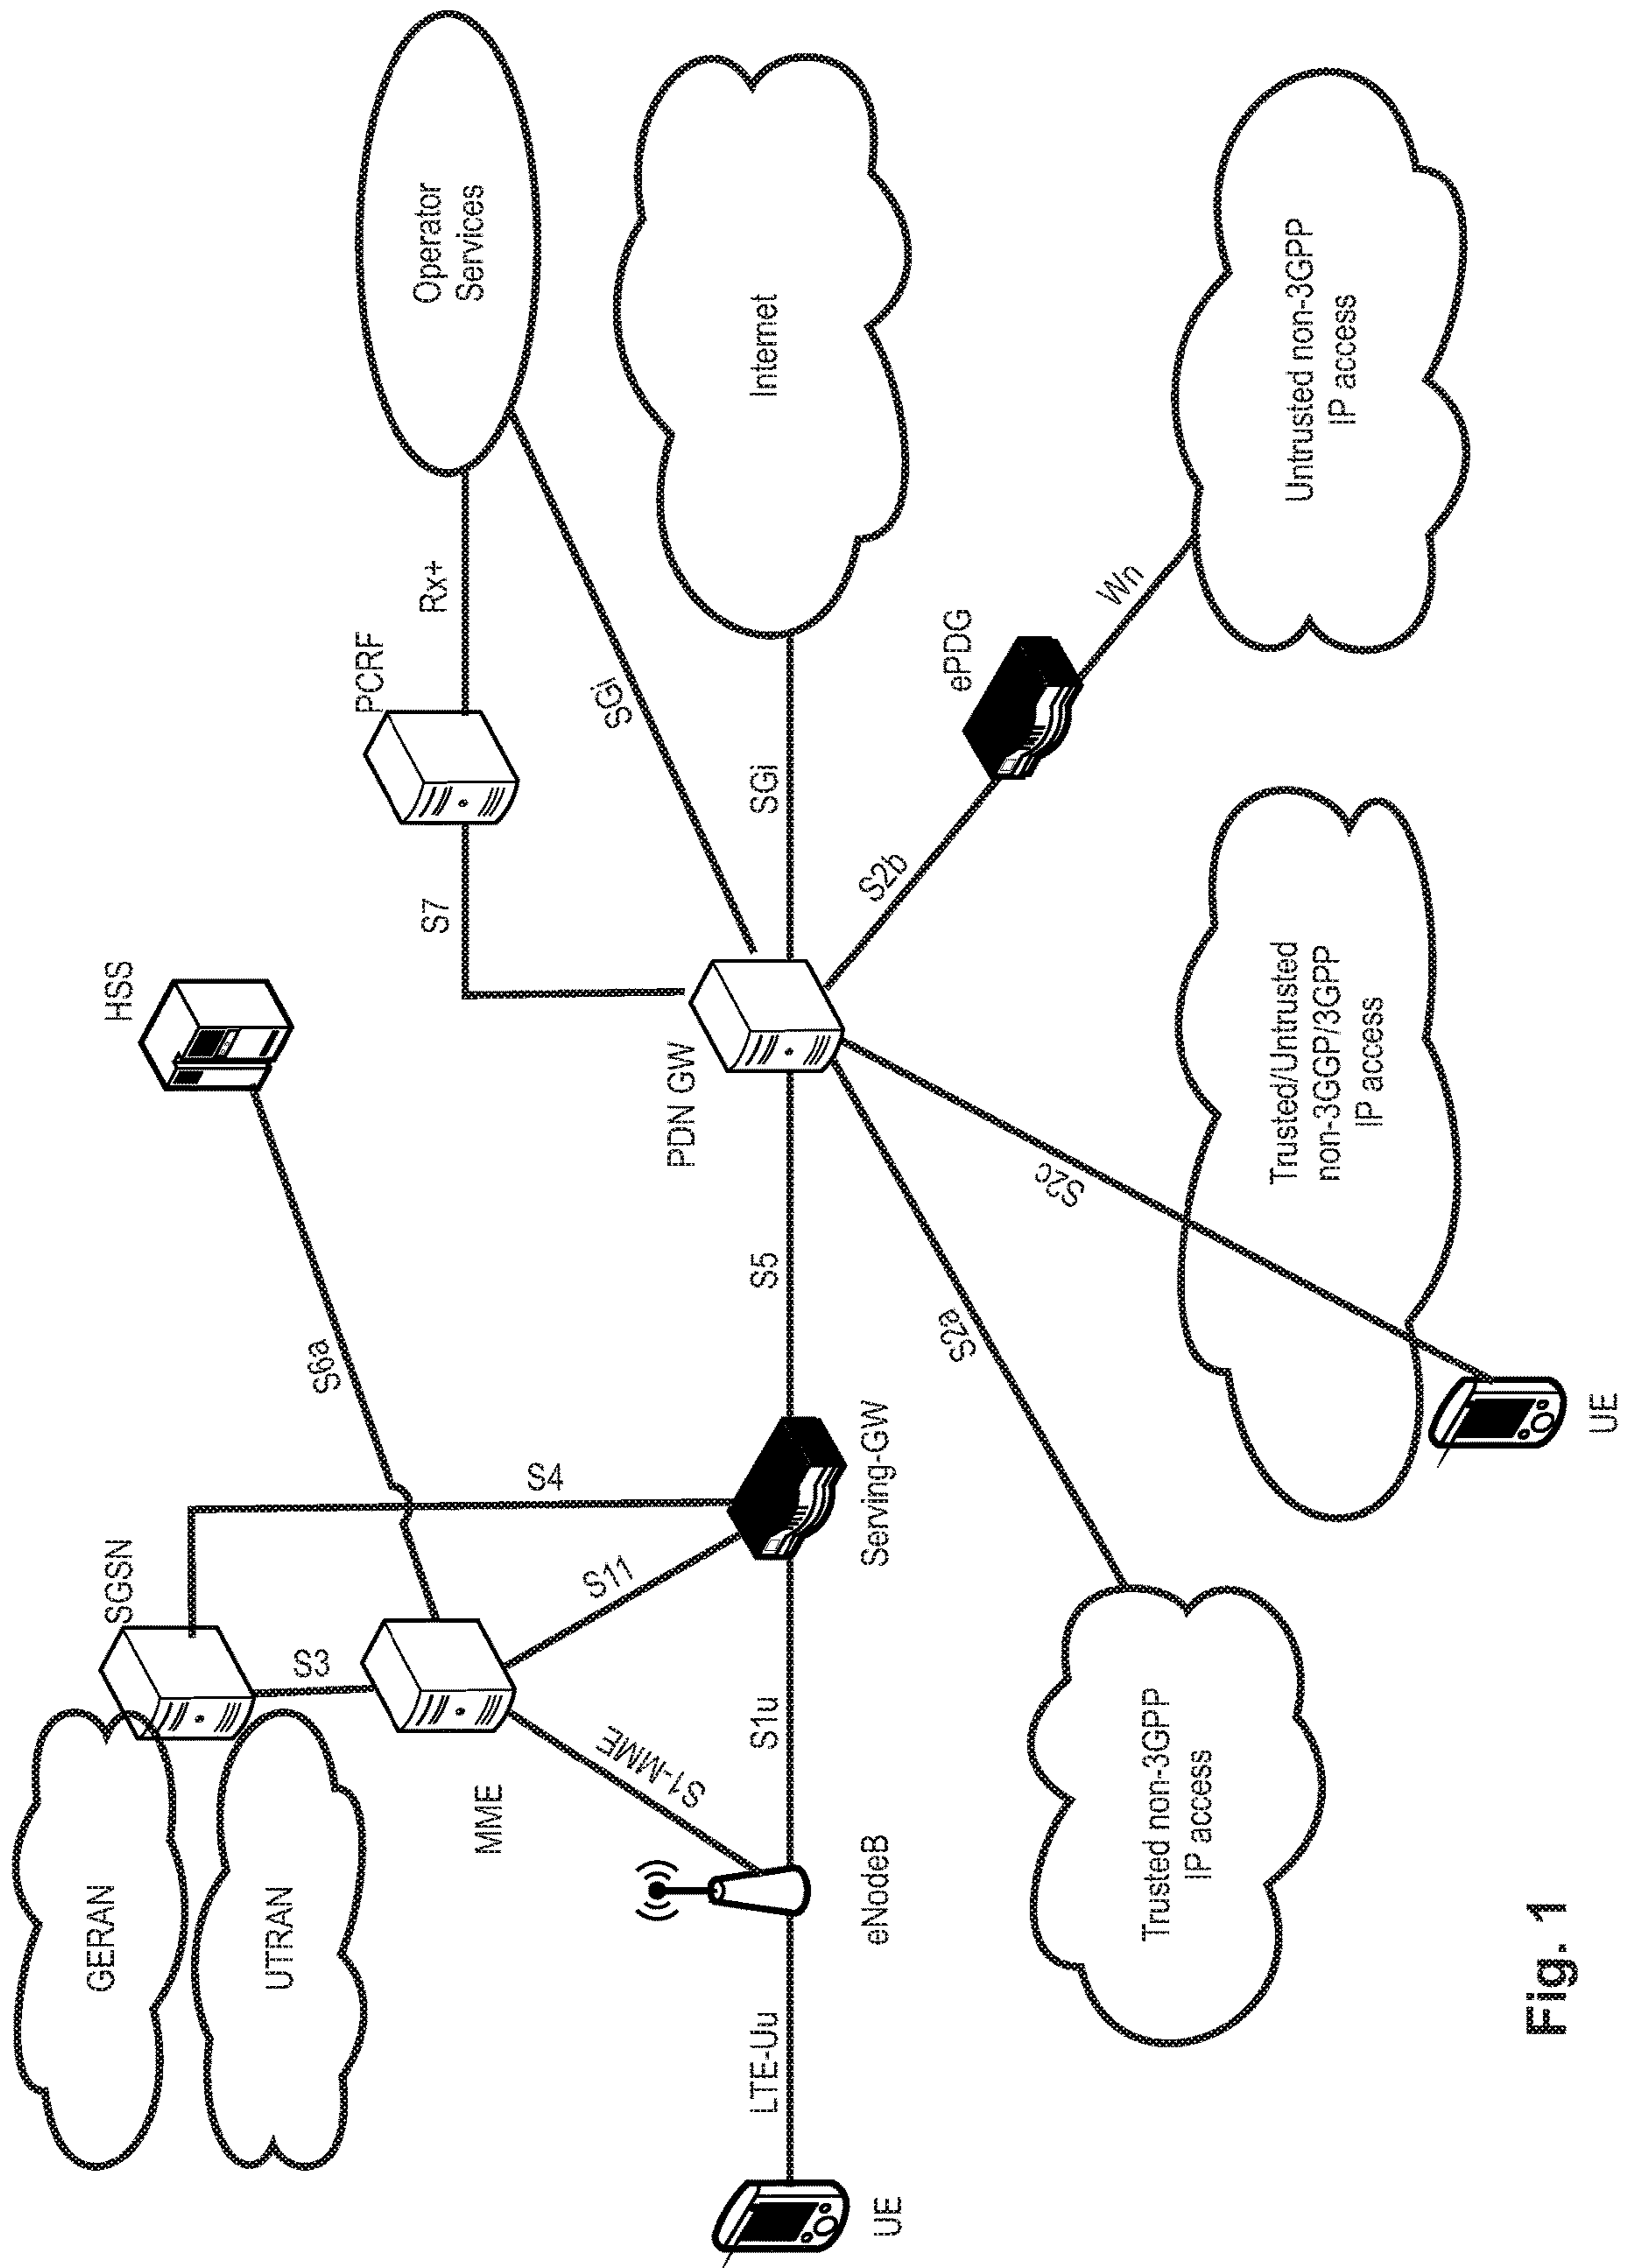 GERAN
SGSN
HSS
UTRAN
S3
S6a
MME
S4
S11
S7
PCRF
Rx+
Operator
Services
S1-MME
SGi
PDN GW
UE
LTE-Uu
eNodeB
S1u
Serving-GW
S5
SGi
Internet
S2a
S2c
S2b
ePDG
Wn
Trusted non-3GPP
IP access
Trusted/Untrusted
non-3GGP/3GPP
IP access
Untrusted non-3GPP
IP access
UE
Fig. 1